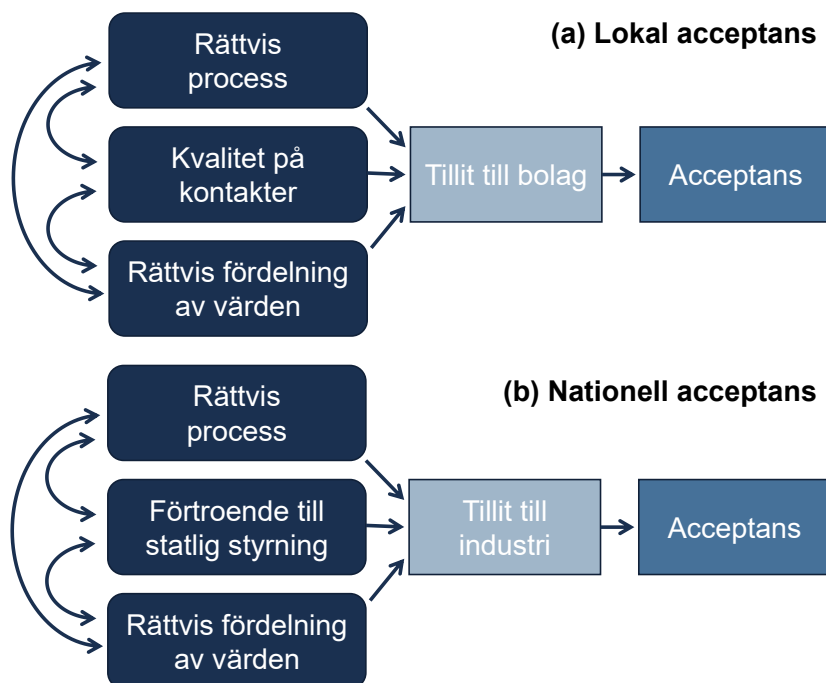 (a) Lokal acceptans
Rättvis
process
Kvalitet på
kontakter
Rättvis fördelning
av värden
Tillit till bolag
Acceptans
(b) Nationell acceptans
Rättvis
process
Förtroende till
statlig styrning
Rättvis fördelning
av värden
Tillit till
industri
Acceptans